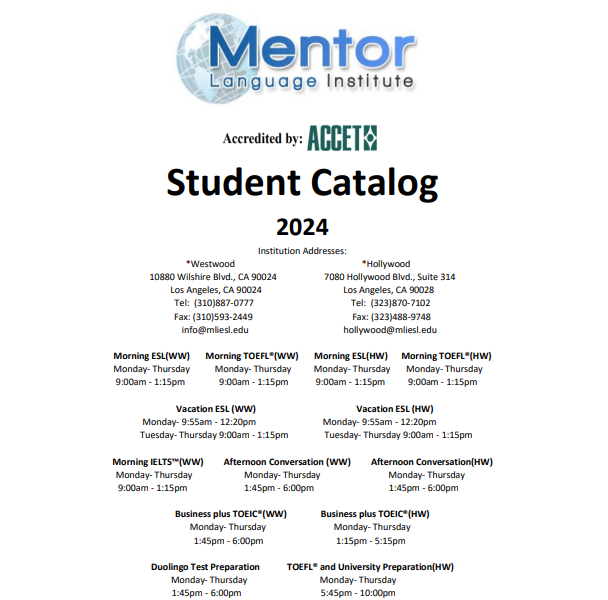 Mentor
Language Institute
Accredited by: ACCET
Student Catalog
2024
Institution Addresses:
*Westwood *Hollywood
10880 Wilshire Blvd., CA 90024 7080 Hollywood Blvd., Suite 314
Los Angeles, CA 90024 Los Angeles, CA 90028
Tel: (310)887-0777 Tel: (323)870-7102
Fax: (310)593-2449 Fax: (323)488-9748
info@mliesl.edu hollywood@mliesl.edu
Morning ESL(WW) Morning TOEFL®(WW) Morning ESL(HW) Morning TOEFL®(HW)
Monday- Thursday Monday- Thursday Monday- Thursday Monday- Thursday
9:00am - 1:15pm 9:00am - 1:15pm 9:00am - 1:15pm 9:00am - 1:15pm
Vacation ESL (WW) Vacation ESL (HW)
Monday- 9:55am - 12:20pm Monday- 9:55am - 12:20pm
Tuesday- Thursday 9:00am - 1:15pm Tuesday- Thursday 9:00am - 1:15pm
Morning IELTS™(WW) Afternoon Conversation (WW) Afternoon Conversation(HW)
Monday- Thursday Monday- Thursday Monday- Thursday
9:00am - 1:15pm 1:45pm - 6:00pm 1:45pm - 6:00pm
Business plus TOEIC®(WW) Business plus TOEIC®(HW)
Monday- Thursday Monday- Thursday
1:45pm - 6:00pm 1:15pm - 5:15pm
Duolingo Test Preparation TOEFL® and University Preparation(HW)
Monday- Thursday Monday- Thursday
1:45pm - 6:00pm 5:45pm - 10:00pm